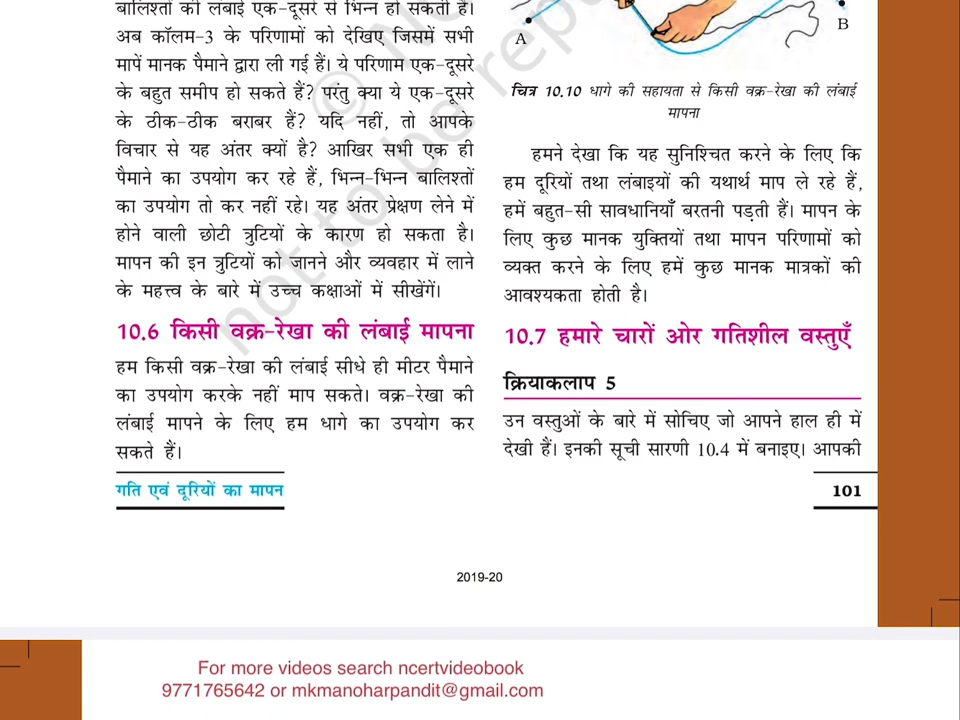 बालिश्तों की लंबाई एक-दूसरे से भिन्न हो सकती है।
अब कॉलम-3 के परिणामों को देखिए जिसमें सभी
मापें मानक पैमाने द्वारा ली गई हैं। ये परिणाम एक-दूसरे
के बहुत समीप हो सकते हैं? परंतु क्या ये एक-दूसरे
के ठीक-ठीक बराबर हैं? यदि नहीं, तो आपके
विचार से यह अंतर क्यों है? आखिर सभी एक ही
पैमाने का उपयोग कर रहे हैं, भिन्न-भिन्न बालिश्तों
का उपयोग तो कर नहीं रहे। यह अंतर प्रेक्षण लेने में
होने वाली छोटी त्रुटियों के कारण हो सकता है।
मापन की इन त्रुटियों को जानने और व्यवहार में लाने
के महत्त्व के बारे में उच्च कक्षाओं में सीखेंगें।
10.6 किसी वक्र-रेखा की लंबाई मापना
हम किसी वक्र-रेखा की लंबाई सीधे ही मीटर पैमाने
का उपयोग करके नहीं माप सकते। वक्र-रेखा की
लंबाई मापने के लिए हम धागे का उपयोग कर
सकते हैं।
A
B
चित्र 10.10 धागे की सहायता से किसी वक्र-रेखा की लंबाई
मापना
हमने देखा कि यह सुनिश्चित करने के लिए कि
हम दूरियों तथा लंबाइयों की यथार्थ माप ले रहे हैं,
हमें बहुत-सी सावधानियाँ बरतनी पड़ती हैं। मापन के
लिए कुछ मानक युक्तियों तथा मापन परिणामों को
व्यक्त करने के लिए हमें कुछ मानक मात्रकों की
आवश्यकता होती है।
10.7 हमारे चारों ओर गतिशील वस्तुएँ
क्रियाकलाप 5
उन वस्तुओं के बारे में सोचिए जो आपने हाल ही में
देखी हैं। इनकी सूची सारणी 10.4 में बनाइए। आपकी
गति एवं दूरियों का मापन
101
2019-20
not to be rep
For more videos search ncertvideobook
9771765642 or mkmanoharpandit@gmail.com